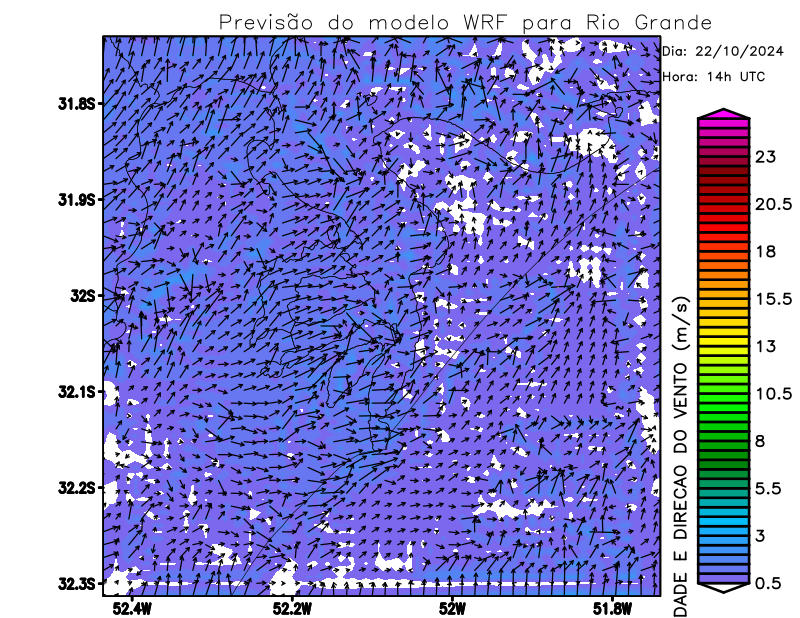 Previsão do modelo WRF para Rio Grande
Dia: 22/10/2024
Hora: 14h UTC
31.8S
31.9S
32S
32.1S
32.2S
32.3S
52.4W
52.2W
52W
51.8W
23
20.5
18
15.5
13
10.5
8
5.5
3
0.5
DADE E DIRECAO DO VENTO (m/s)